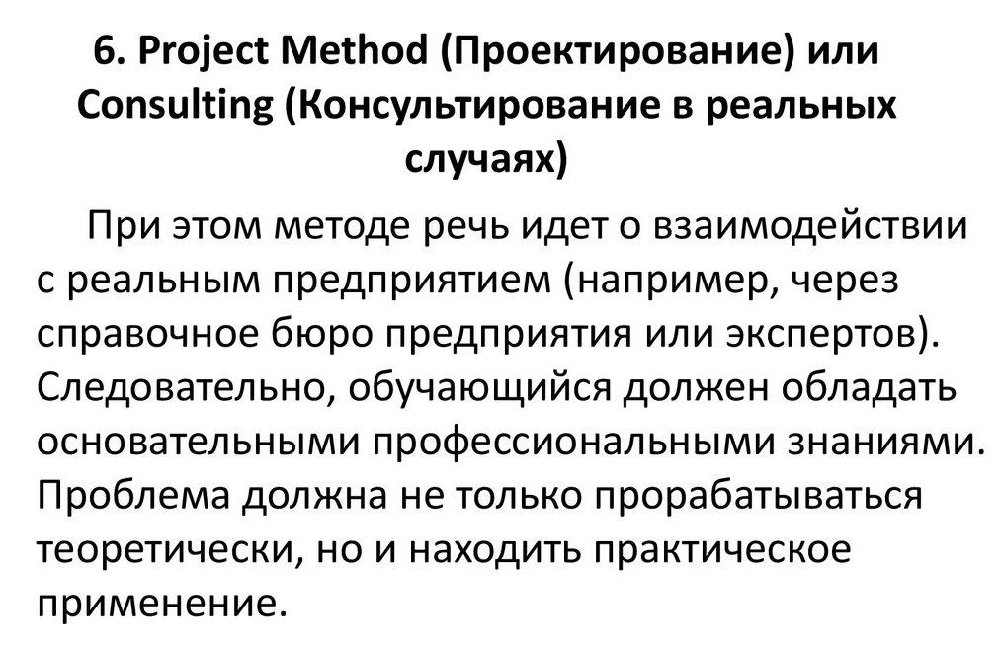 6. Project Method (Проектирование) или
Consulting (Консультирование в реальных
случаях)
При этом методе речь идет о взаимодействии
с реальным предприятием (например, через
справочное бюро предприятия или экспертов).
Следовательно, обучающийся должен обладать
основательными профессиональными знаниями.
Проблема должна не только прорабатываться
теоретически, но и находить практическое
применение.